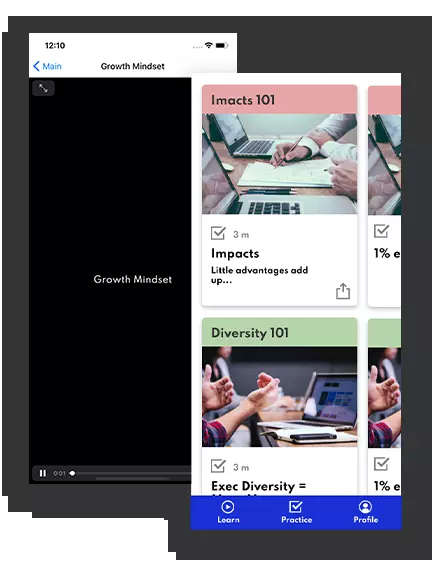 12:10
Main
Growth Mindset
Growth Mindset
0:01
Imacts 101
3 m
Impacts
Little advantages add
up...
1% e
Diversity 101
3 m
Exec Diversity =
1% e
Learn
Practice
Profile